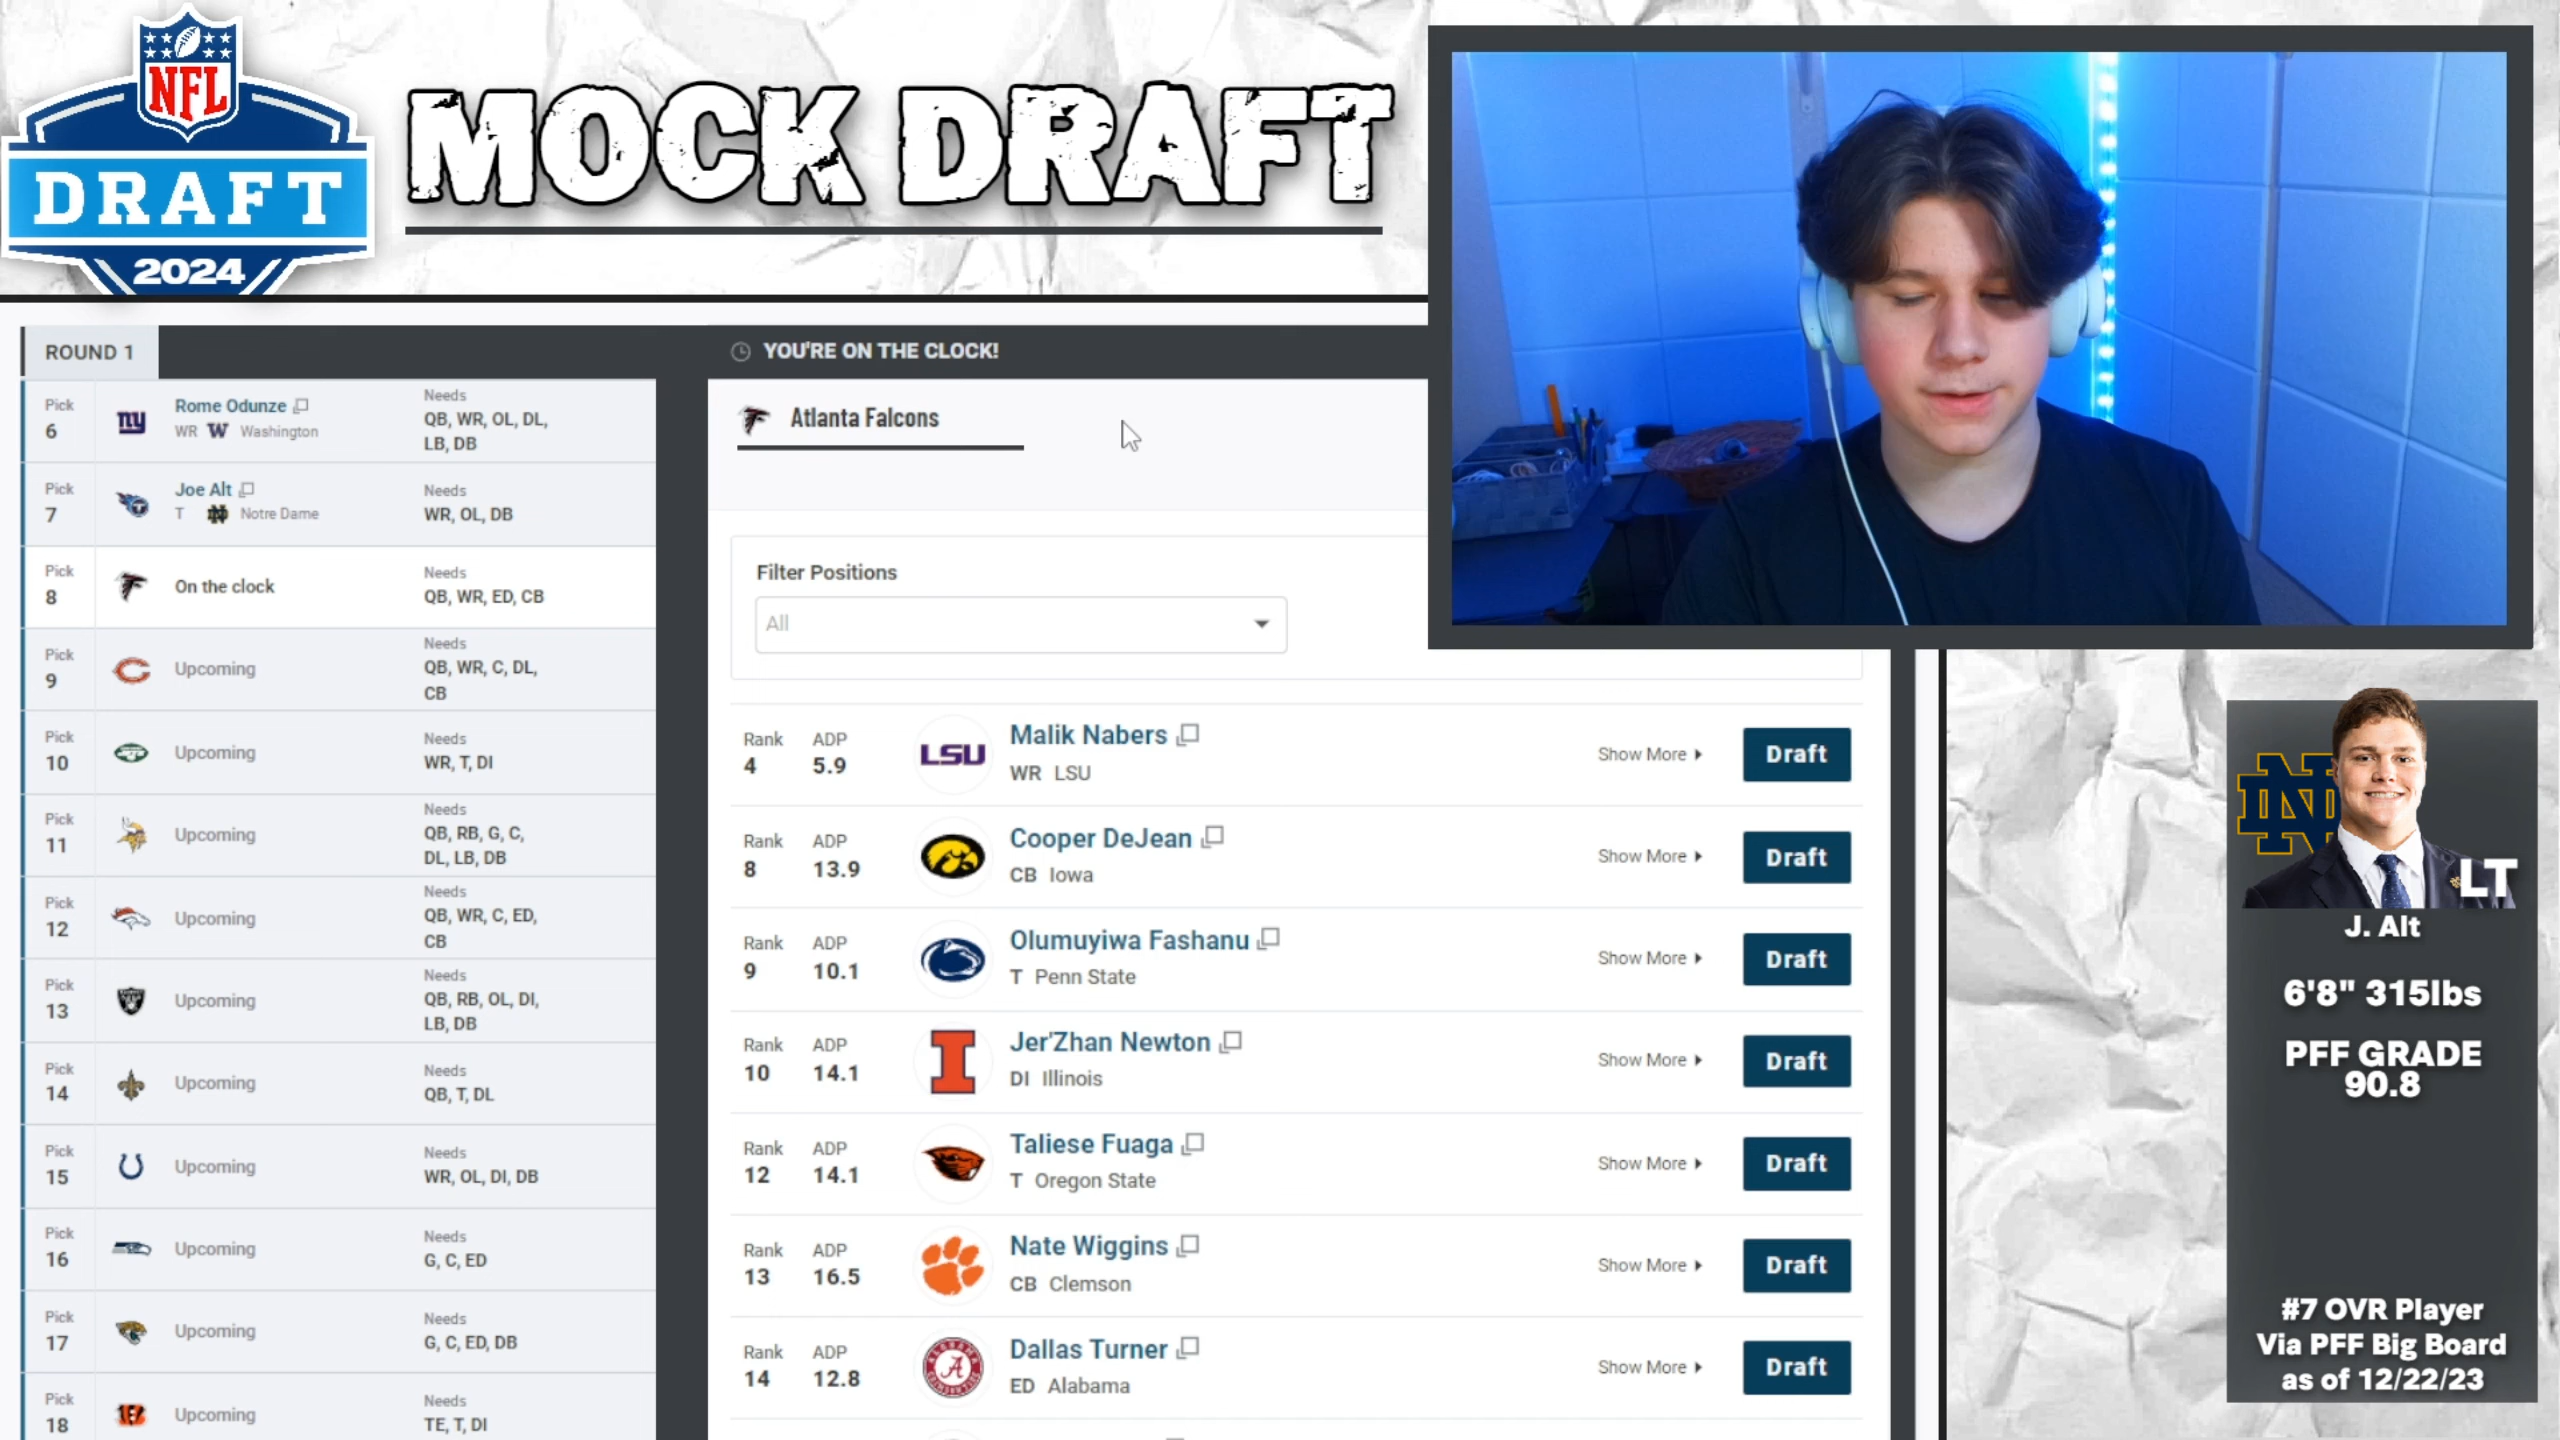 NFL
DRAFT
2024
MOCK DRAFT
ROUND 1
Pick
6
Rome Odunze
WR W Washington
Needs
QB, WR, OL, DL,
LB, DB
Pick
7
Joe Alt
T Notre Dame
Needs
WR, OL, DB
Pick
8
On the clock
Needs
QB, WR, ED, CB
Pick
9
Upcoming
Needs
QB, WR, C, DL,
CB
Pick
10
Upcoming
Needs
WR, T, DI
Pick
11
Upcoming
Needs
QB, RB, G, C,
DL, LB, DB
Pick
12
Upcoming
Needs
QB, WR, C, ED,
CB
Pick
13
Upcoming
Needs
QB, RB, OL, DI,
LB, DB
Pick
14
Upcoming
Needs
QB, T, DL
Pick
15
Upcoming
Needs
WR, OL, DI, DB
Pick
16
Upcoming
Needs
G, C, ED
Pick
17
Upcoming
Needs
G, C, ED, DB
Pick
18
Upcoming
Needs
TE, T, DI
YOU'RE ON THE CLOCK!
Atlanta Falcons
Filter Positions
All
Rank ADP
4 5.9
LSU
Malik Nabers
WR LSU
Show More
Draft
Rank ADP
8 13.9
Cooper DeJean
CB Iowa
Show More
Draft
Rank ADP
9 10.1
Olumuyiwa Fashanu
T Penn State
Show More
Draft
Rank ADP
10 14.1
Jer'Zhan Newton
DI Illinois
Show More
Draft
Rank ADP
12 14.1
Taliese Fuaga
T Oregon State
Show More
Draft
Rank ADP
13 16.5
Nate Wiggins
CB Clemson
Show More
Draft
Rank ADP
14 12.8
Dallas Turner
ED Alabama
Show More
Draft
LT
J. Alt
6'8" 315lbs
PFF GRADE
90.8
#7 OVR Player
Via PFF Big Board
as of 12/22/23